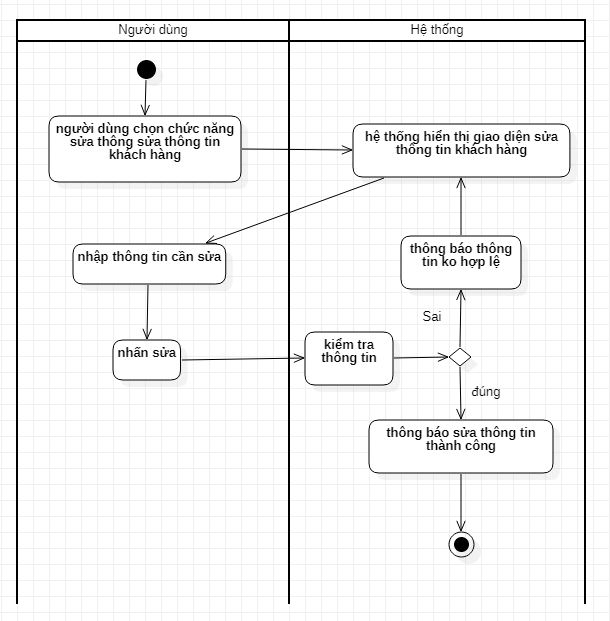 Người dùng
Hệ thống
người dùng chọn chức năng
sửa thông sửa thông tin
khách hàng
hệ thống hiển thị giao diện sửa
thông tin khách hàng
nhập thông tin cần sửa
thông báo thông
tin ko hợp lệ
Sai
nhấn sửa
kiểm tra
thông tin
đúng
thông báo sửa thông tin
thành công